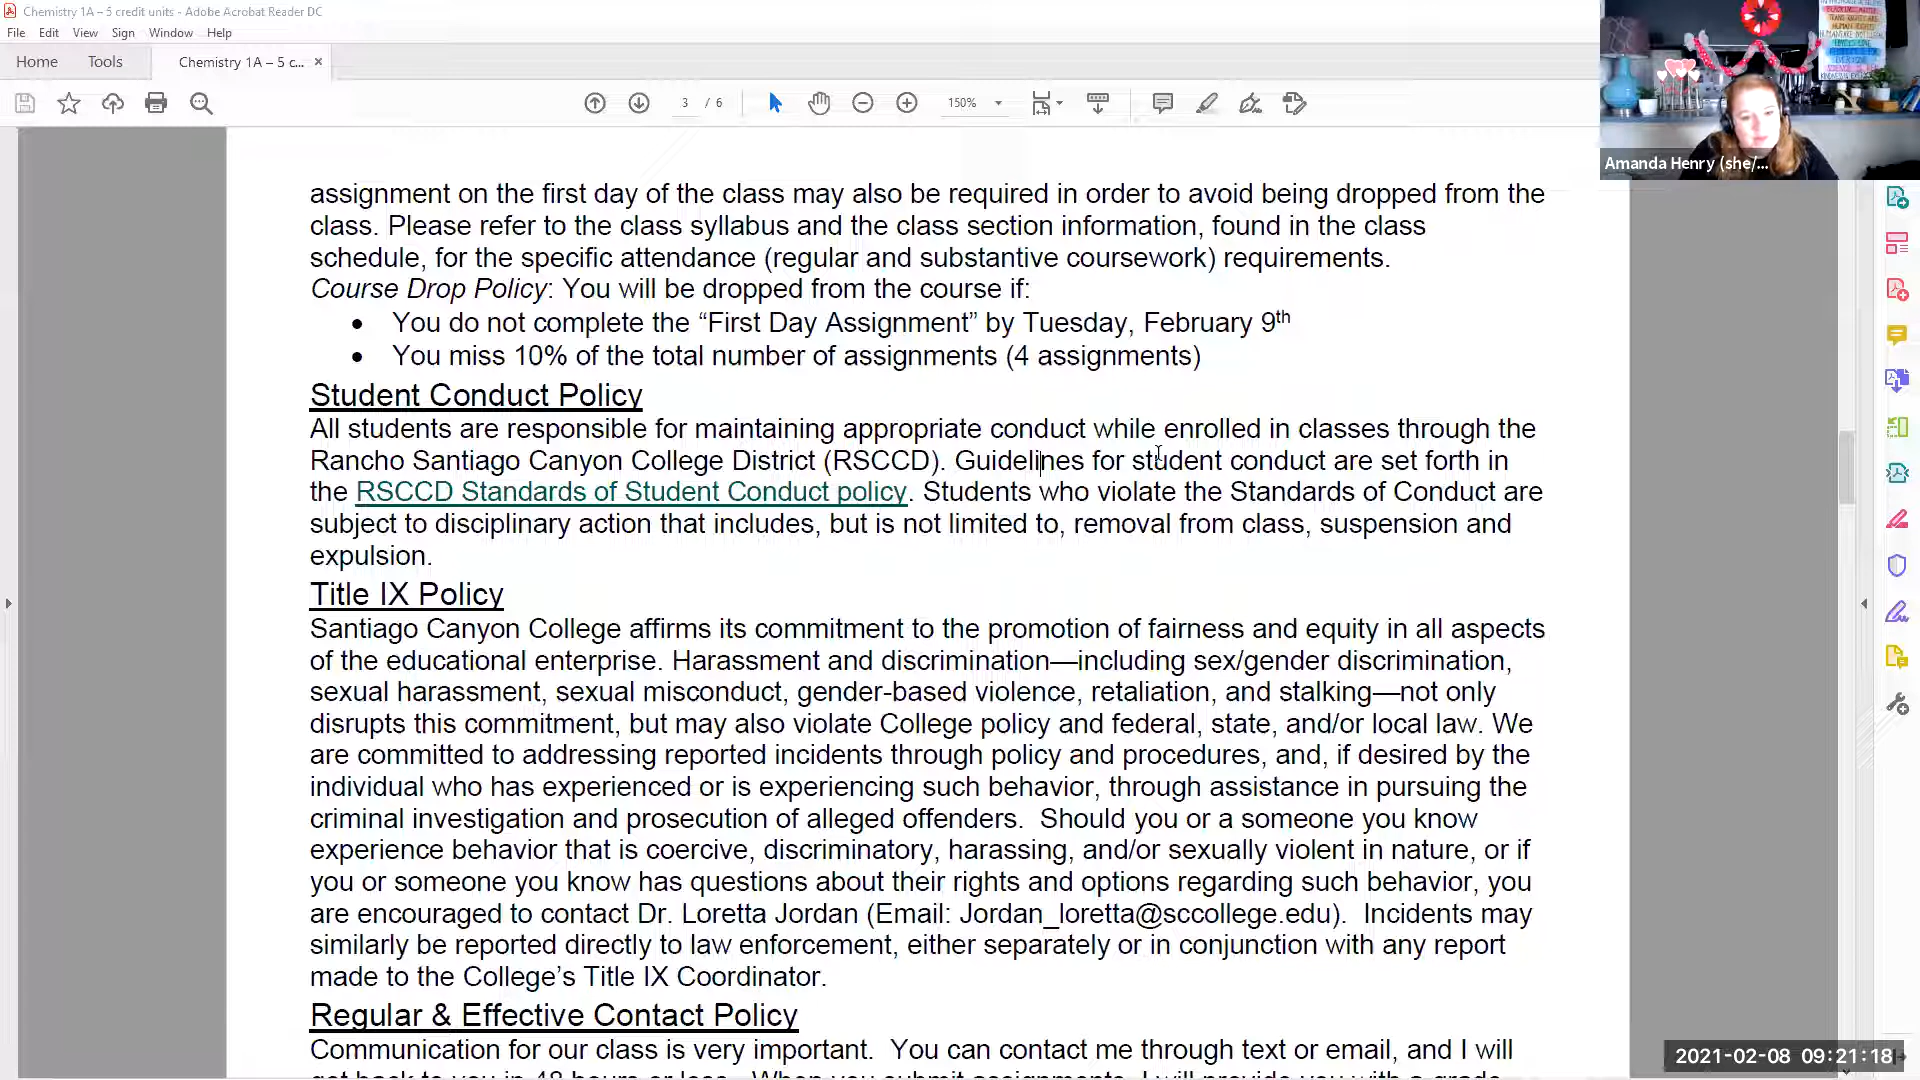 Chemistry 1A – 5 credit units - Adobe Acrobat Reader DC
File Edit View Sign Window Help
Home Tools Chemistry 1A – 5 c... ×
3 / 6 150%
Amanda Henry (she/...
assignment on the first day of the class may also be required in order to avoid being dropped from the
class. Please refer to the class syllabus and the class section information, found in the class
schedule, for the specific attendance (regular and substantive coursework) requirements.
Course Drop Policy: You will be dropped from the course if:
• You do not complete the “First Day Assignment” by Tuesday, February 9th
• You miss 10% of the total number of assignments (4 assignments)
Student Conduct Policy
All students are responsible for maintaining appropriate conduct while enrolled in classes through the
Rancho Santiago Canyon College District (RSCCD). Guidelines for student conduct are set forth in
the RSCCD Standards of Student Conduct policy. Students who violate the Standards of Conduct are
subject to disciplinary action that includes, but is not limited to, removal from class, suspension and
expulsion.
Title IX Policy
Santiago Canyon College affirms its commitment to the promotion of fairness and equity in all aspects
of the educational enterprise. Harassment and discrimination—including sex/gender discrimination,
sexual harassment, sexual misconduct, gender-based violence, retaliation, and stalking—not only
disrupts this commitment, but may also violate College policy and federal, state, and/or local law. We
are committed to addressing reported incidents through policy and procedures, and, if desired by the
individual who has experienced or is experiencing such behavior, through assistance in pursuing the
criminal investigation and prosecution of alleged offenders.  Should you or a someone you know
experience behavior that is coercive, discriminatory, harassing, and/or sexually violent in nature, or if
you or someone you know has questions about their rights and options regarding such behavior, you
are encouraged to contact Dr. Loretta Jordan (Email: Jordan_loretta@sccollege.edu).  Incidents may
similarly be reported directly to law enforcement, either separately or in conjunction with any report
made to the College’s Title IX Coordinator.
Regular & Effective Contact Policy
Communication for our class is very important.  You can contact me through text or email, and I will
2021-02-08 09:21:18